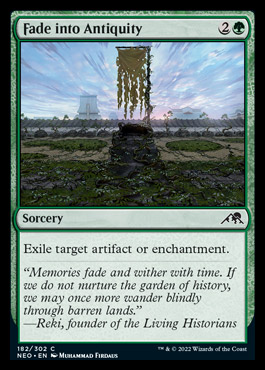 Fade into Antiquity 2
Sorcery
Exile target artifact or enchantment.
“Memories fade and wither with time. If
we do not nurture the garden of history,
we may once more wander blindly
through barren lands.”
—Reki, founder of the Living Historians
182/302 C
NEO • EN Muhammad Firdaus
™ & © 2022 Wizards of the Coast